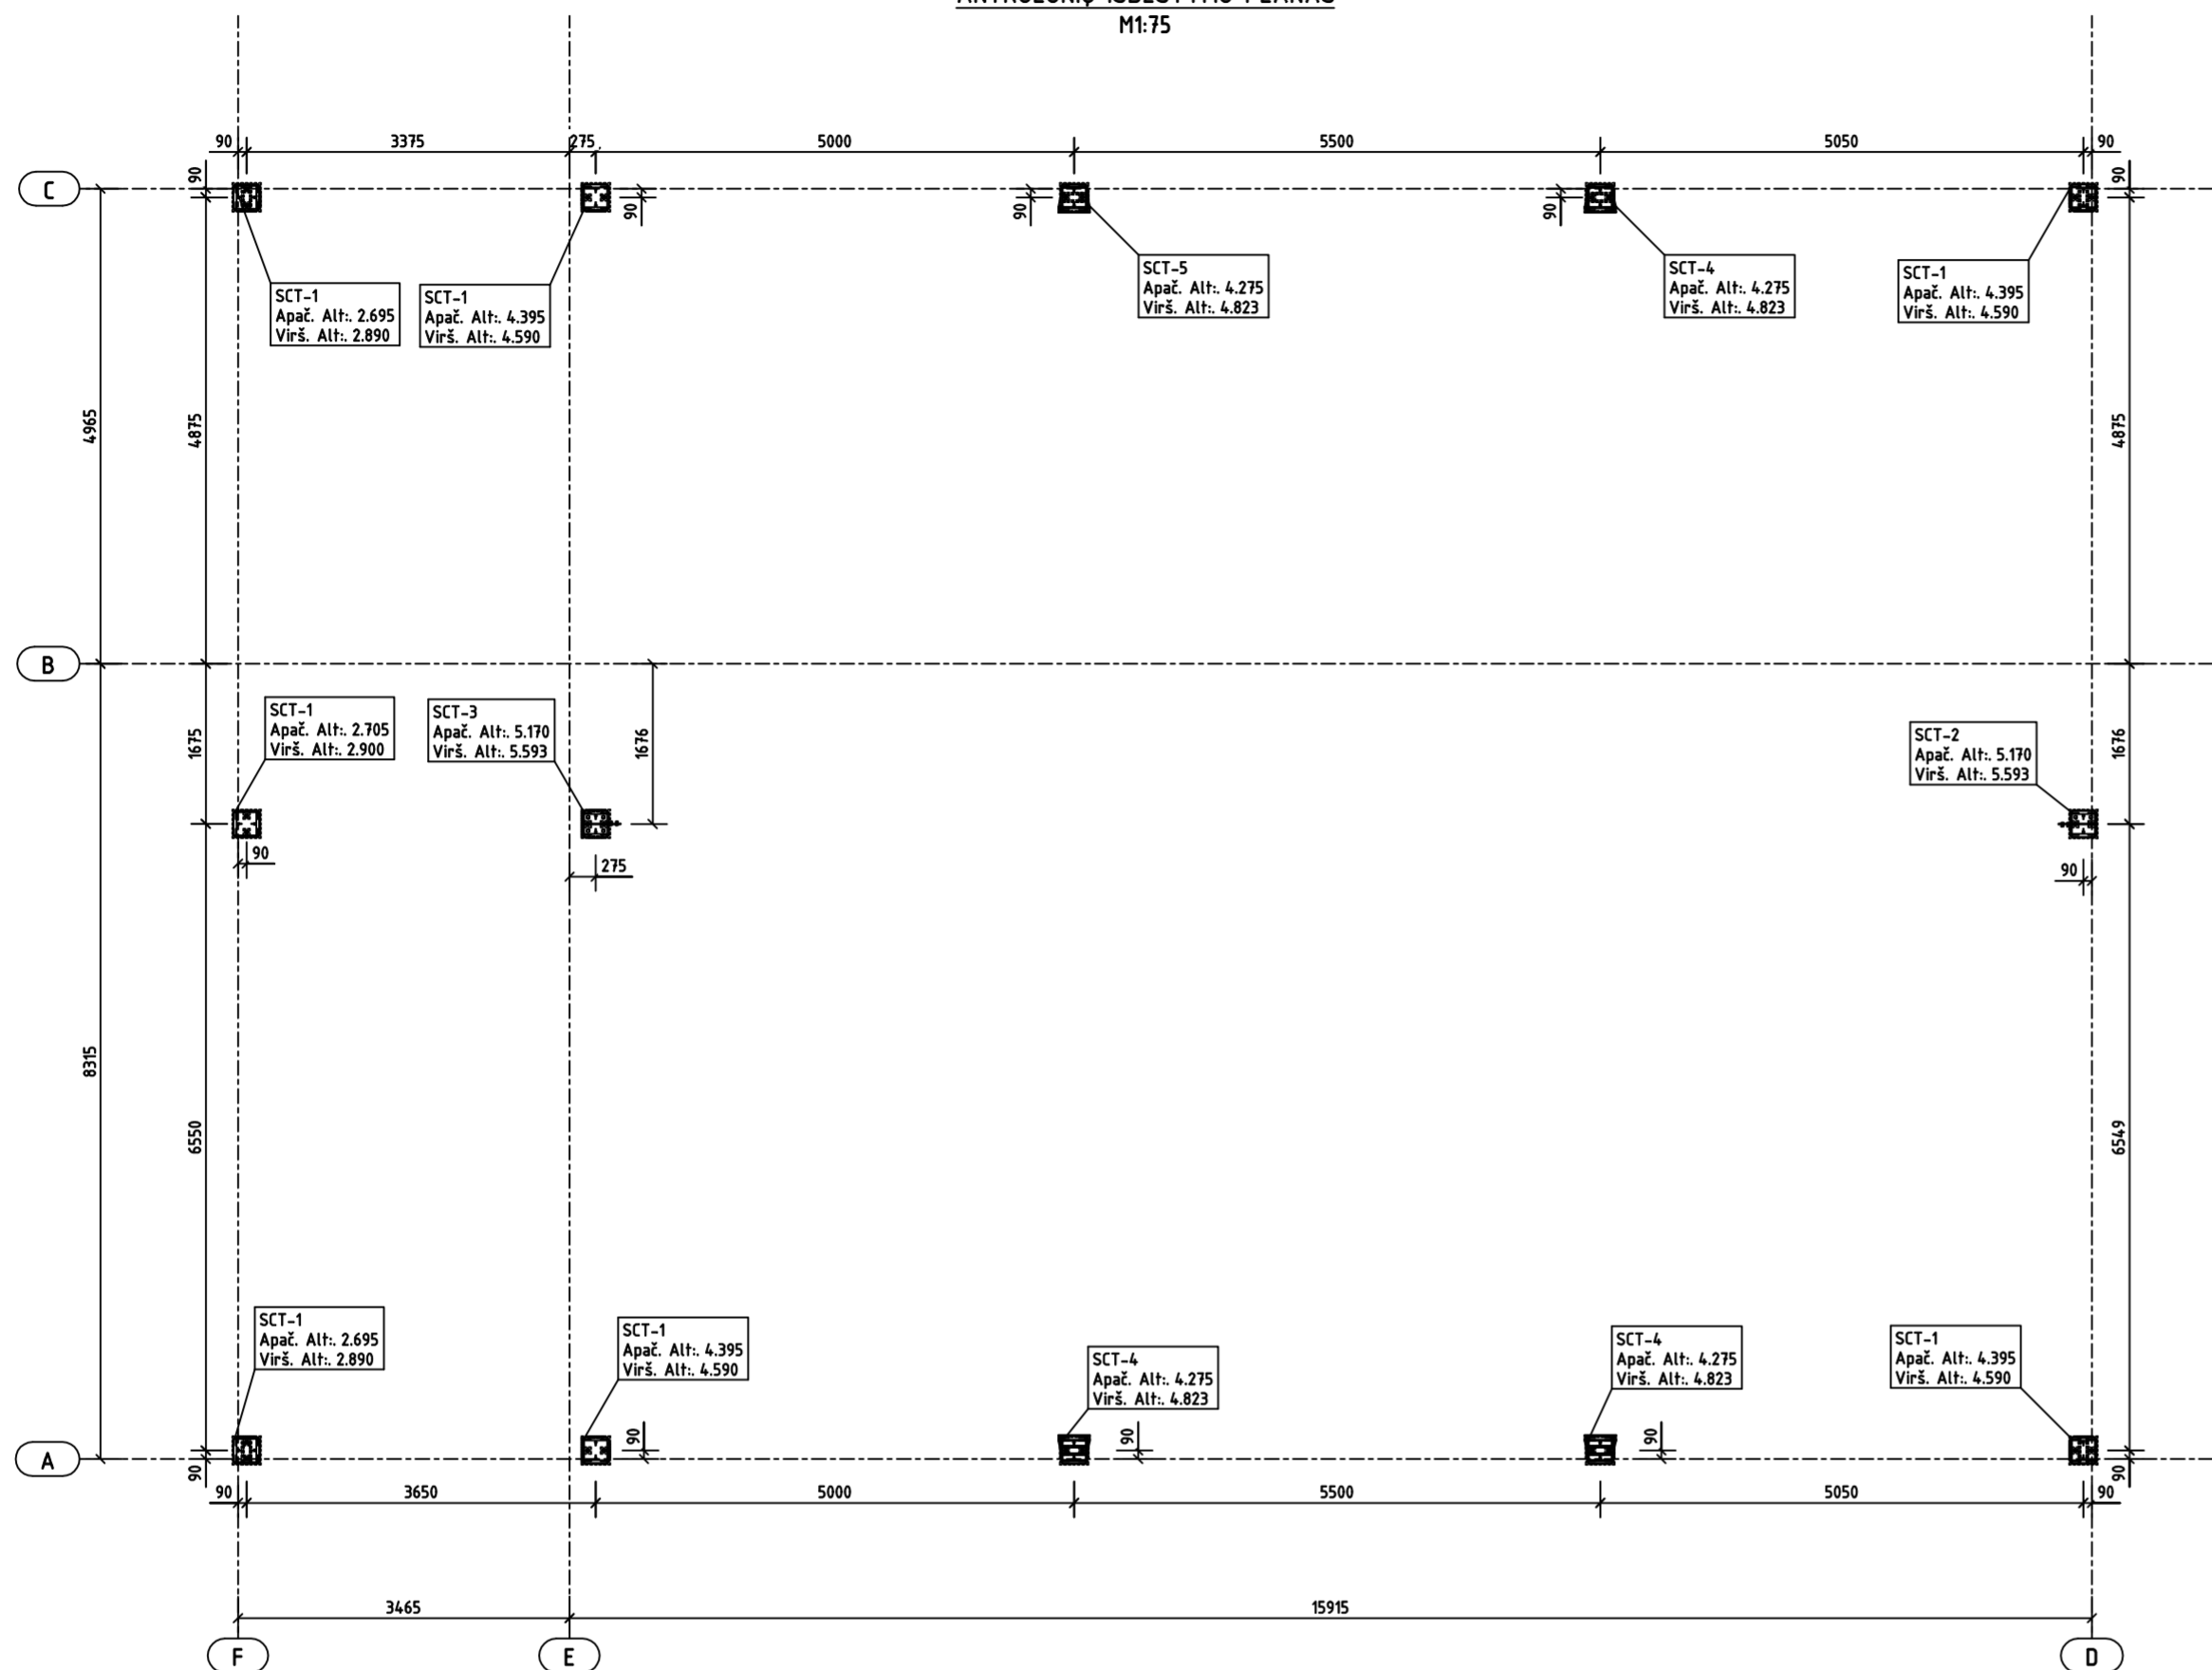 M1:75
90 3375 275 5000 5500 5050 90
90 90 90 90 90
C
SCT-1
Apač. Alt:. 2.695
Virš. Alt:. 2.890
SCT-1
Apač. Alt:. 4.395
Virš. Alt:. 4.590
SCT-5
Apač. Alt:. 4.275
Virš. Alt:. 4.823
SCT-4
Apač. Alt:. 4.275
Virš. Alt:. 4.823
SCT-1
Apač. Alt:. 4.395
Virš. Alt:. 4.590
4965 4875 4875
B
SCT-1
Apač. Alt:. 2.705
Virš. Alt:. 2.900
SCT-3
Apač. Alt:. 5.170
Virš. Alt:. 5.593
SCT-2
Apač. Alt:. 5.170
Virš. Alt:. 5.593
1675 1676 1676
90 275 90
8315 6550 6549
SCT-1
Apač. Alt:. 2.695
Virš. Alt:. 2.890
SCT-1
Apač. Alt:. 4.395
Virš. Alt:. 4.590
SCT-4
Apač. Alt:. 4.275
Virš. Alt:. 4.823
SCT-4
Apač. Alt:. 4.275
Virš. Alt:. 4.823
SCT-1
Apač. Alt:. 4.395
Virš. Alt:. 4.590
A
90 90 90 90 90
90 3650 5000 5500 5050 90
3465 15915
F E D